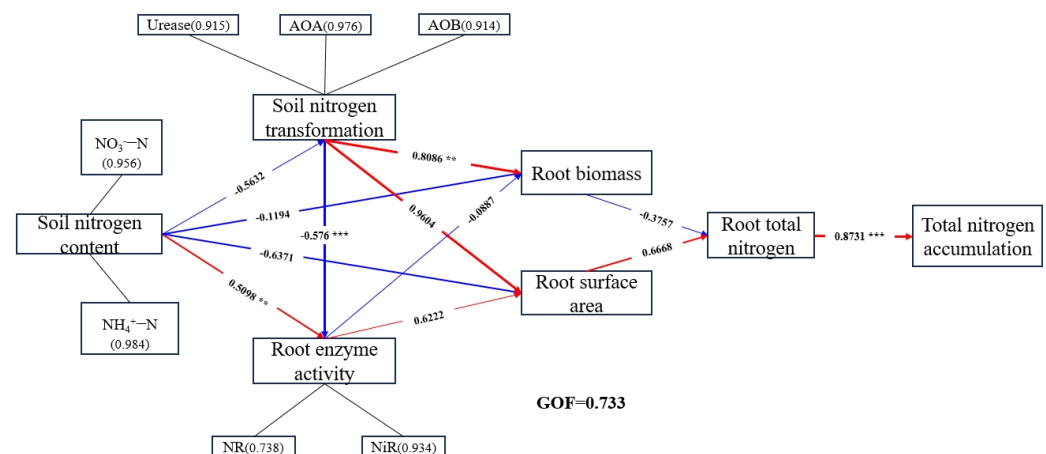 Urease(0.915)
AOA(0.976)
AOB(0.914)
Soil nitrogen
transformation
NO₃⁻—N
(0.956)
0.8086 **
Root biomass
-0.5632
-0.0887
-0.3757
-0.1194
0.9604
Soil nitrogen
content
-0.576 ***
Root total
nitrogen
0.8731 ***
Total nitrogen
accumulation
-0.6371
0.6668
Root surface
area
0.5098 **
0.6222
NH₄⁺—N
(0.984)
Root enzyme
activity
GOF=0.733
NR(0.738)
NiR(0.934)